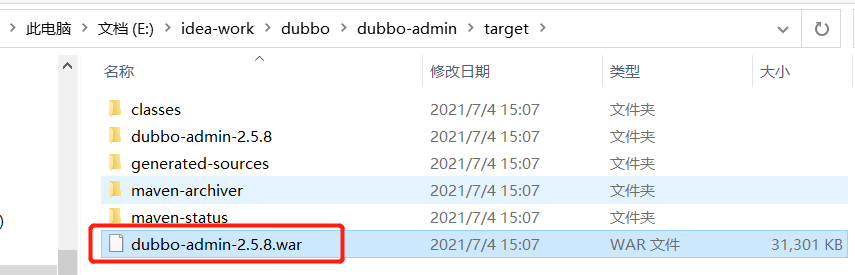 此电脑 文档 (E:) idea-work dubbo dubbo-admin target
名称 修改日期 类型 大小
classes 2021/7/4 15:07 文件夹
dubbo-admin-2.5.8 2021/7/4 15:07 文件夹
generated-sources 2021/7/4 15:07 文件夹
maven-archiver 2021/7/4 15:07 文件夹
maven-status 2021/7/4 15:07 文件夹
)
dubbo-admin-2.5.8.war 2021/7/4 15:07 WAR 文件 31,301 KB